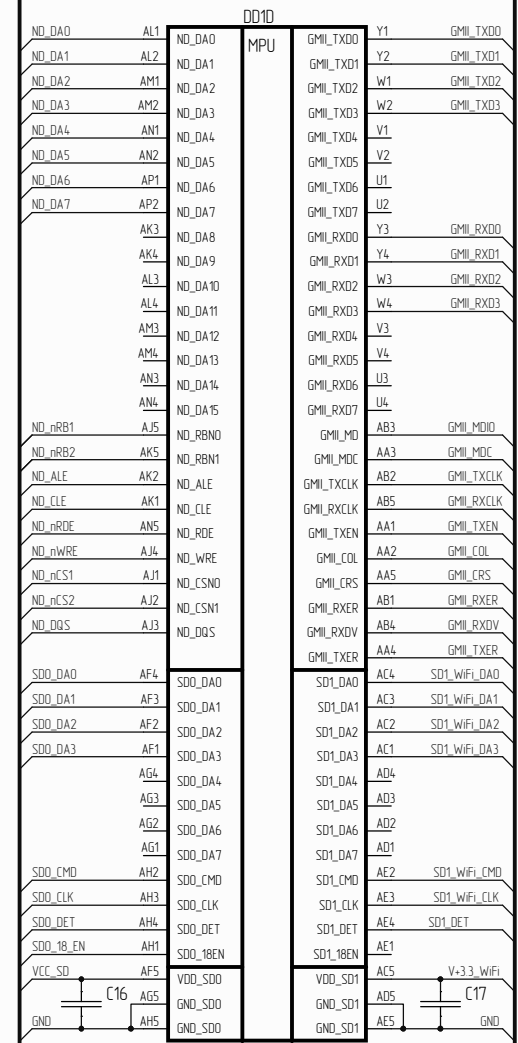 DD1D
MPU
ND_DA0 AL1 ND_DA0 GMII_TXD0 Y1 GMII_TXD0
ND_DA1 AL2 ND_DA1 GMII_TXD1 Y2 GMII_TXD1
ND_DA2 AM1 ND_DA2 GMII_TXD2 W1 GMII_TXD2
ND_DA3 AM2 ND_DA3 GMII_TXD3 W2 GMII_TXD3
ND_DA4 AN1 ND_DA4 GMII_TXD4 V1
ND_DA5 AN2 ND_DA5 GMII_TXD5 V2
ND_DA6 AP1 ND_DA6 GMII_TXD6 U1
ND_DA7 AP2 ND_DA7 GMII_TXD7 U2
AK3 ND_DA8 GMII_RXD0 Y3 GMII_RXD0
AK4 ND_DA9 GMII_RXD1 Y4 GMII_RXD1
AL3 ND_DA10 GMII_RXD2 W3 GMII_RXD2
AL4 ND_DA11 GMII_RXD3 W4 GMII_RXD3
AM3 ND_DA12 GMII_RXD4 V3
AM4 ND_DA13 GMII_RXD5 V4
AN3 ND_DA14 GMII_RXD6 U3
AN4 ND_DA15 GMII_RXD7 U4
ND_nRB1 AJ5 ND_RBN0 GMII_MD AB3 GMII_MDIO
ND_nRB2 AK5 ND_RBN1 GMII_MDC AA3 GMII_MDC
ND_ALE AK2 ND_ALE GMII_TXCLK AB2 GMII_TXCLK
ND_CLE AK1 ND_CLE GMII_RXCLK AB5 GMII_RXCLK
ND_nRDE AN5 ND_RDE GMII_TXEN AA1 GMII_TXEN
ND_nWRE AJ4 ND_WRE GMII_COL AA2 GMII_COL
ND_nCS1 AJ1 ND_CSN0 GMII_CRS AA5 GMII_CRS
ND_nCS2 AJ2 ND_CSN1 GMII_RXER AB1 GMII_RXER
ND_DQS AJ3 ND_DQS GMII_RXDV AB4 GMII_RXDV
GMII_TXER AA4 GMII_TXER
SD0_DA0 AF4 SD0_DA0 SD1_DA0 AC4 SD1_WiFi_DA0
SD0_DA1 AF3 SD0_DA1 SD1_DA1 AC3 SD1_WiFi_DA1
SD0_DA2 AF2 SD0_DA2 SD1_DA2 AC2 SD1_WiFi_DA2
SD0_DA3 AF1 SD0_DA3 SD1_DA3 AC1 SD1_WiFi_DA3
AG4 SD0_DA4 SD1_DA4 AD4
AG3 SD0_DA5 SD1_DA5 AD3
AG2 SD0_DA6 SD1_DA6 AD2
AG1 SD0_DA7 SD1_DA7 AD1
SD0_CMD AH2 SD0_CMD SD1_CMD AE2 SD1_WiFi_CMD
SD0_CLK AH3 SD0_CLK SD1_CLK AE3 SD1_WiFi_CLK
SD0_DET AH4 SD0_DET SD1_DET AE4 SD1_DET
SD0_18_EN AH1 SD0_18EN SD1_18EN AE1
VCC_SD AF5 VDD_SD0 VDD_SD1 AC5 V+3.3_WiFi
C16 AG5 GND_SD0 GND_SD1 AD5 C17
GND AH5 GND_SD0 GND_SD1 AE5 GND